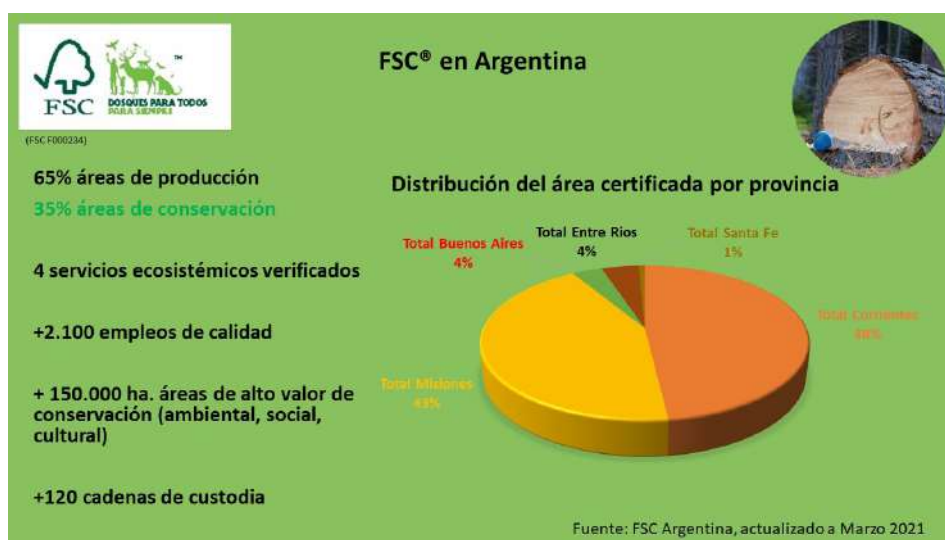 FSC® en Argentina
FSC
BOSQUES PARA TODOS
PARA SIEMPRE
™
(FSC F000234)
65% áreas de producción
35% áreas de conservación
4 servicios ecosistémicos verificados
+2.100 empleos de calidad
+ 150.000 ha. áreas de alto valor de
conservación (ambiental, social,
cultural)
+120 cadenas de custodia
Distribución del área certificada por provincia
Total Buenos Aires
4%
Total Entre Rios
4%
Total Santa Fe
1%
Total Corrientes
48%
Total Misiones
43%
Fuente: FSC Argentina, actualizado a Marzo 2021